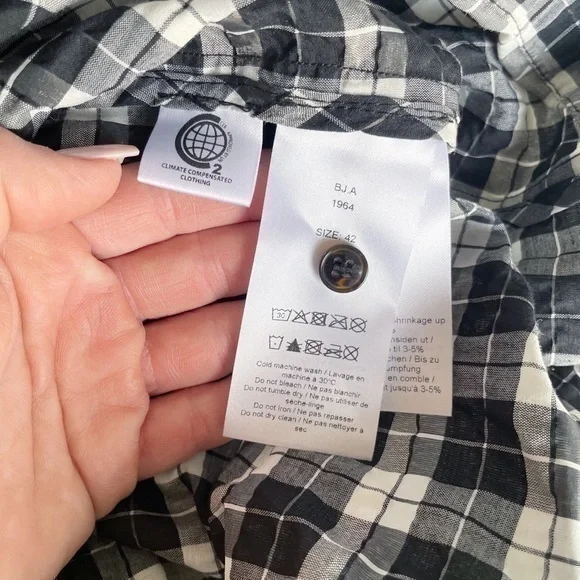 2
CLIMATE COMPENSATED
CLOTHING
BJ.A
1964
SIZE: 42
30
Cold machine wash / Lavage en
machine à 30°C
Do not bleach / Ne pas blanchir
Do not tumble dry / Ne pas utiliser de
sèche-linge
Do not Iron / Ne pas repasser
Do not dry clean / Ne pas nettoyer à
sec
shrinkage up
nsiden ut /
til 3-5%
chen / Bis zu
en comble /
t jusqu'à 3-5%